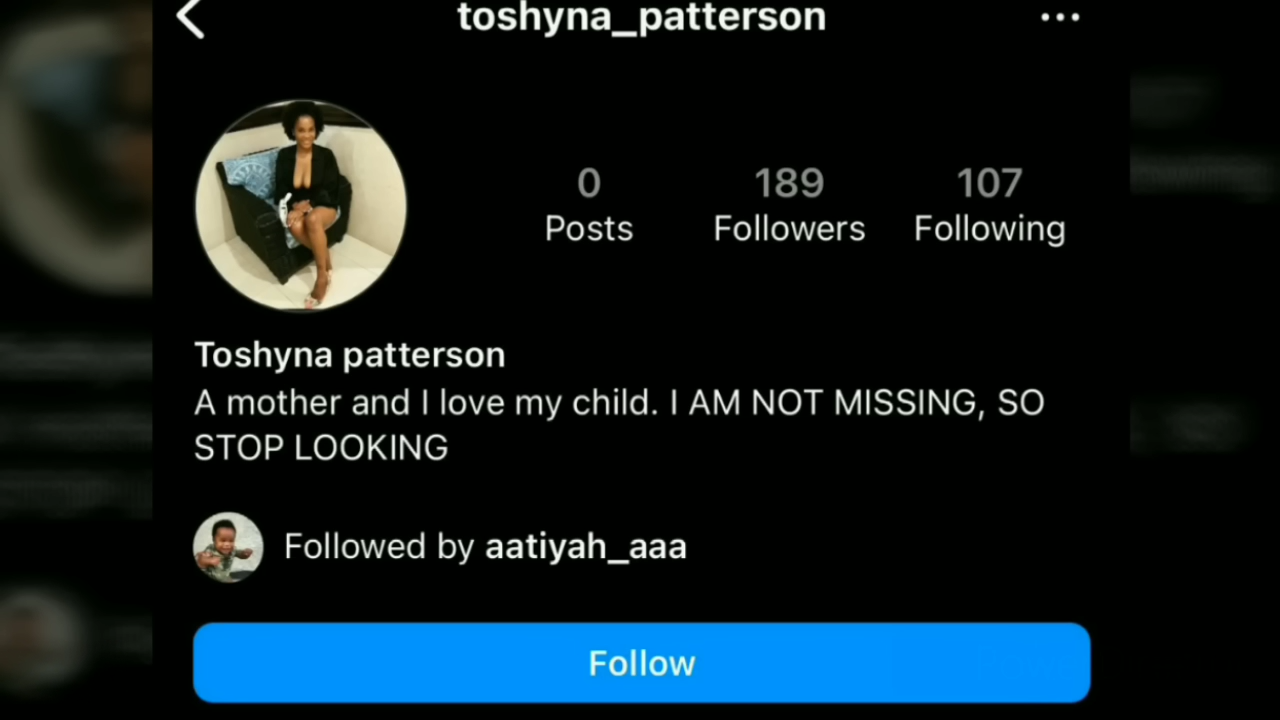 toshyna_patterson
0 189 107
Posts Followers Following
Toshyna patterson
A mother and I love my child. I AM NOT MISSING, SO
STOP LOOKING
Followed by aatiyah_aaa
Follow